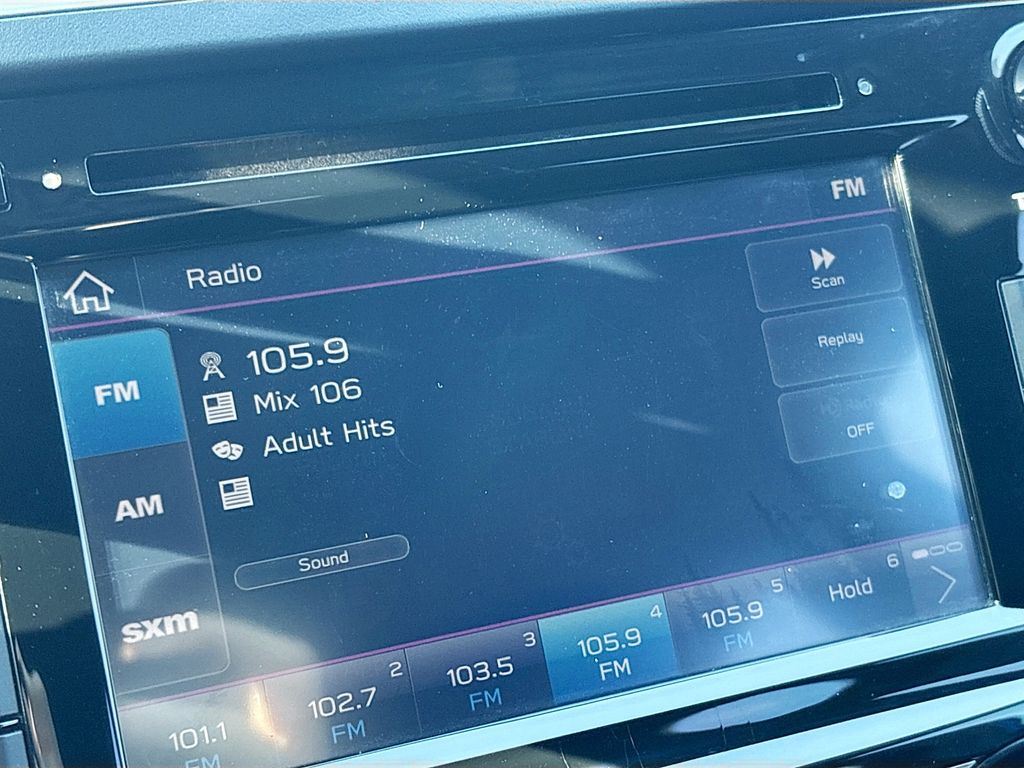 FM
Radio
Scan
105.9
Replay
FM
Mix 106
Adult Hits
OFF
AM
Sound
sxm
6
Hold
5
105.9
FM
4
105.9
FM
3
103.5
FM
2
102.7
FM
101.1
FM